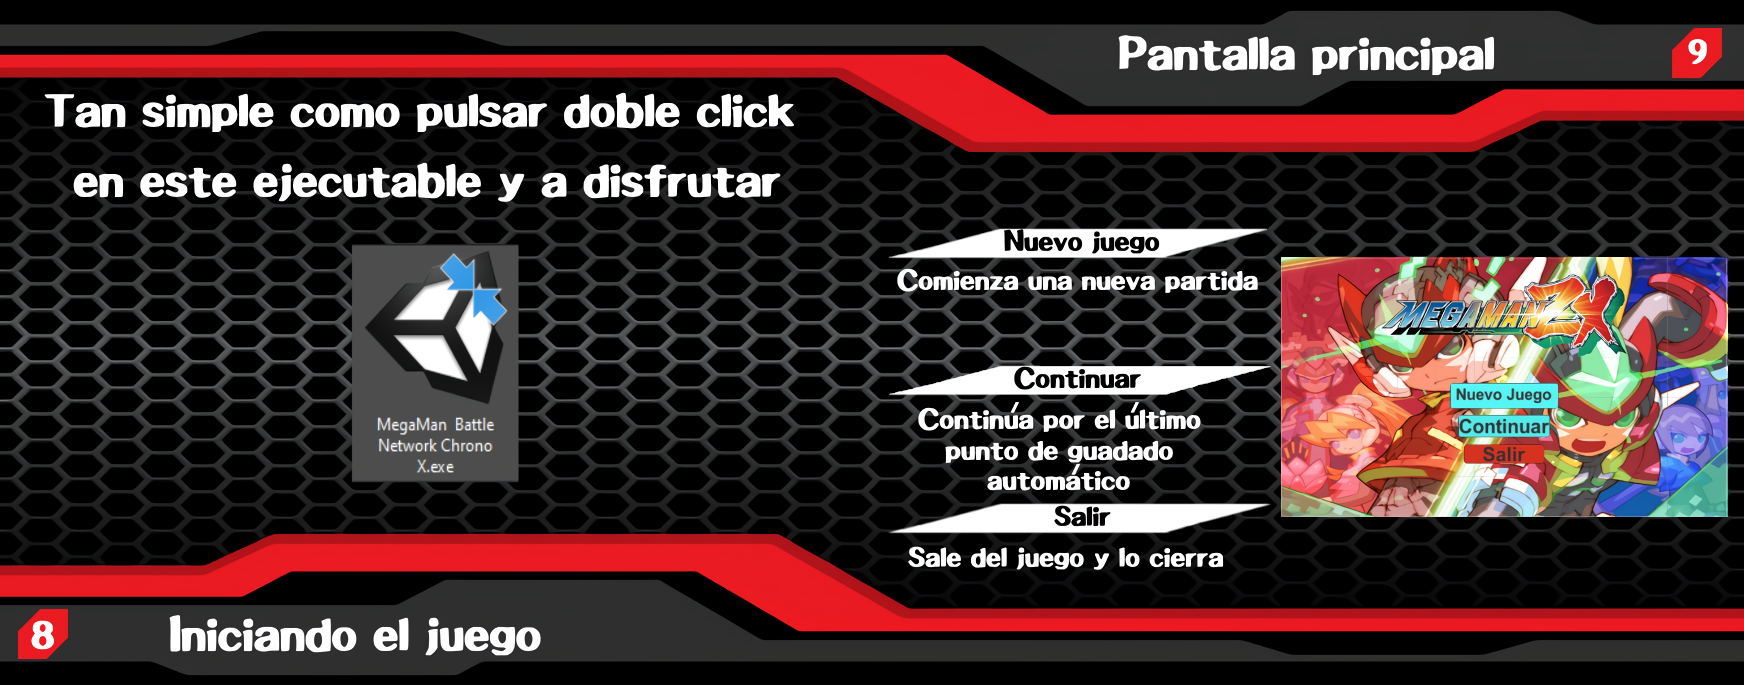 Tan simple como pulsar doble click
en este ejecutable y a disfrutar
MegaMan Battle
Network Chrono
X.exe
8
Iniciando el juego
Pantalla principal
9
Nuevo juego
Comienza una nueva partida
Continuar
Continúa por el último
punto de guadado
automático
Salir
Sale del juego y lo cierra
MEGAMAN ZX
Nuevo Juego
Continuar
Salir